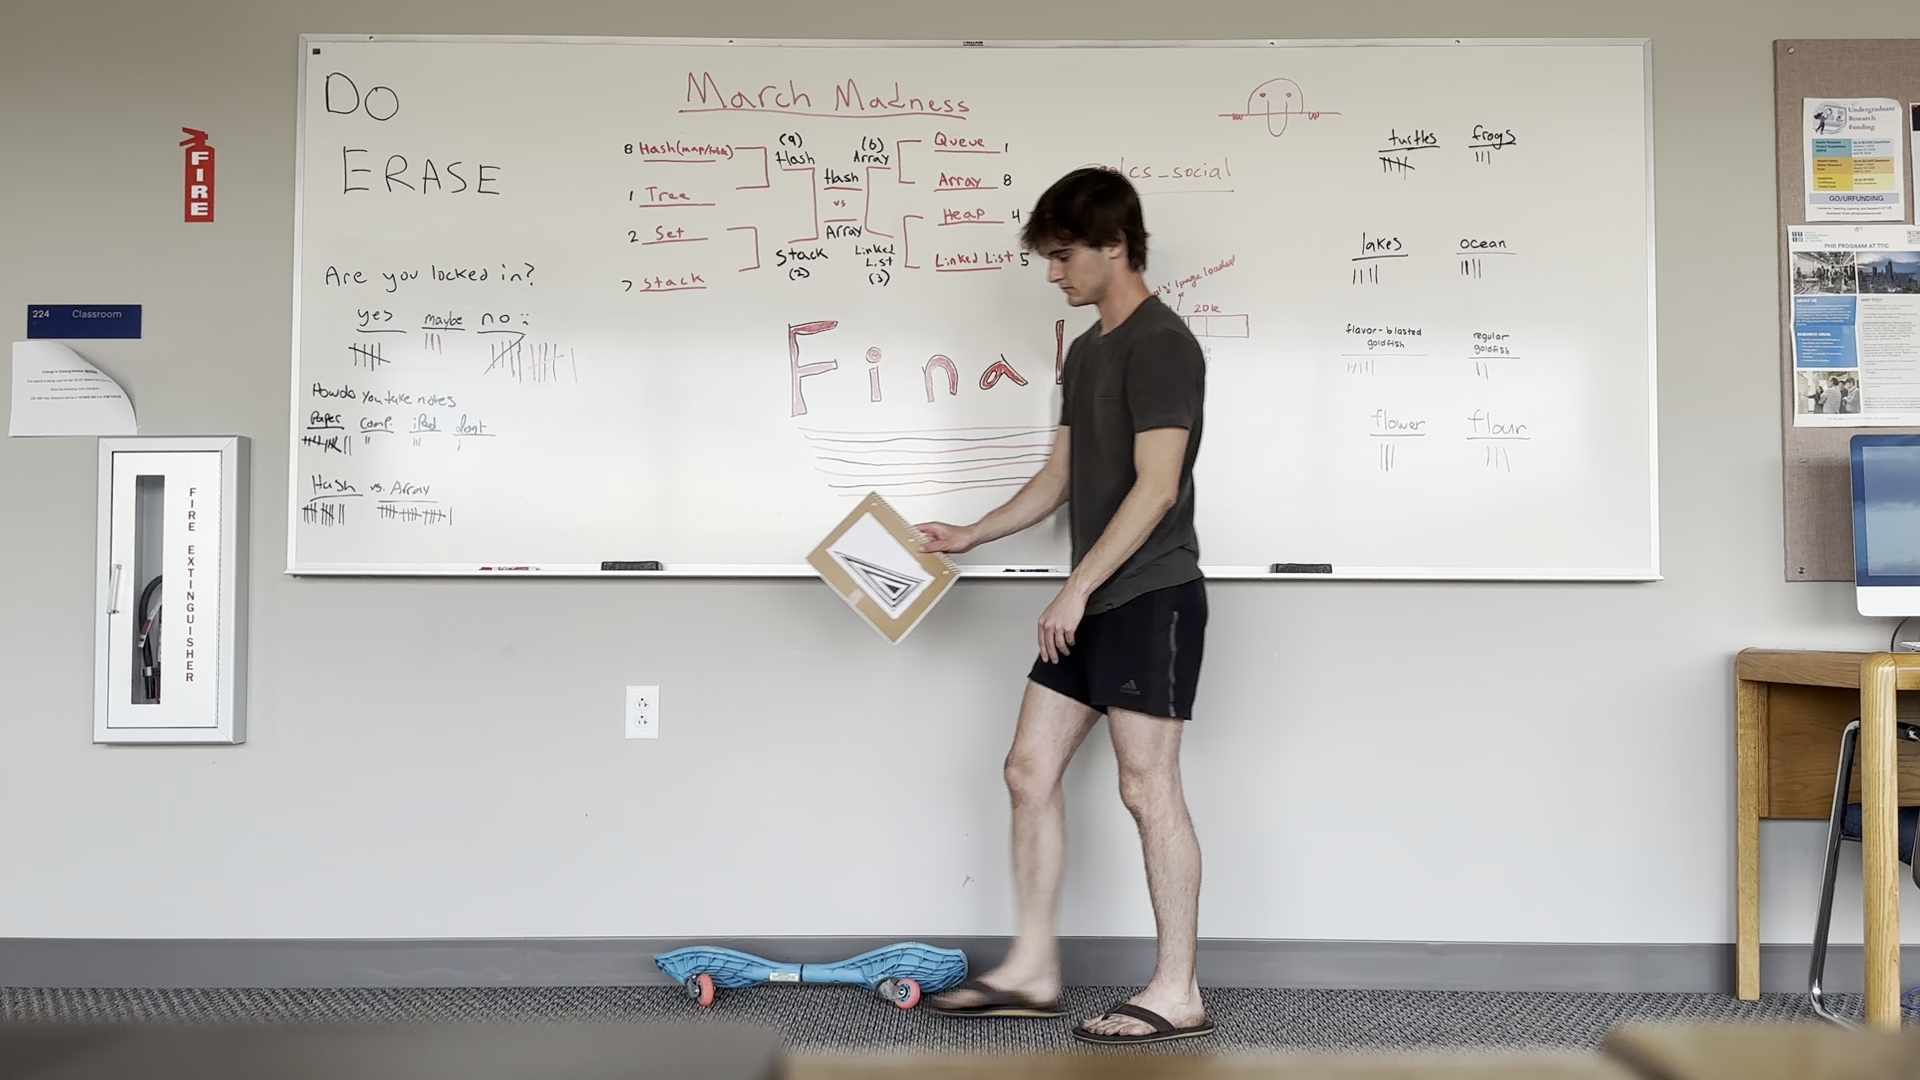 DO
ERASE
Are you locked in?
yes maybe no :
How do you take notes
Paper comp. iPad dont
Hash vs. Array
March Madness
8 Hash(map/table)
1 Tree
2 Set
7 Stack
(9)
Hash
Stack
(2)
Hash
vs
Array
(6)
Array
Linked
List
(3)
Queue 1
Array 8
Heap 4
Linked List 5
Final
cs_social
(page loaded)
20k
turtles frogs
lakes ocean
flavor-blasted
goldfish
regular
goldfish
flower flour
FIRE
224 Classroom
FIRE EXTINGUISHER
adidas
Undergraduate
Research
Funding
GO/URFUNDING
PHD PROGRAM AT TTIC